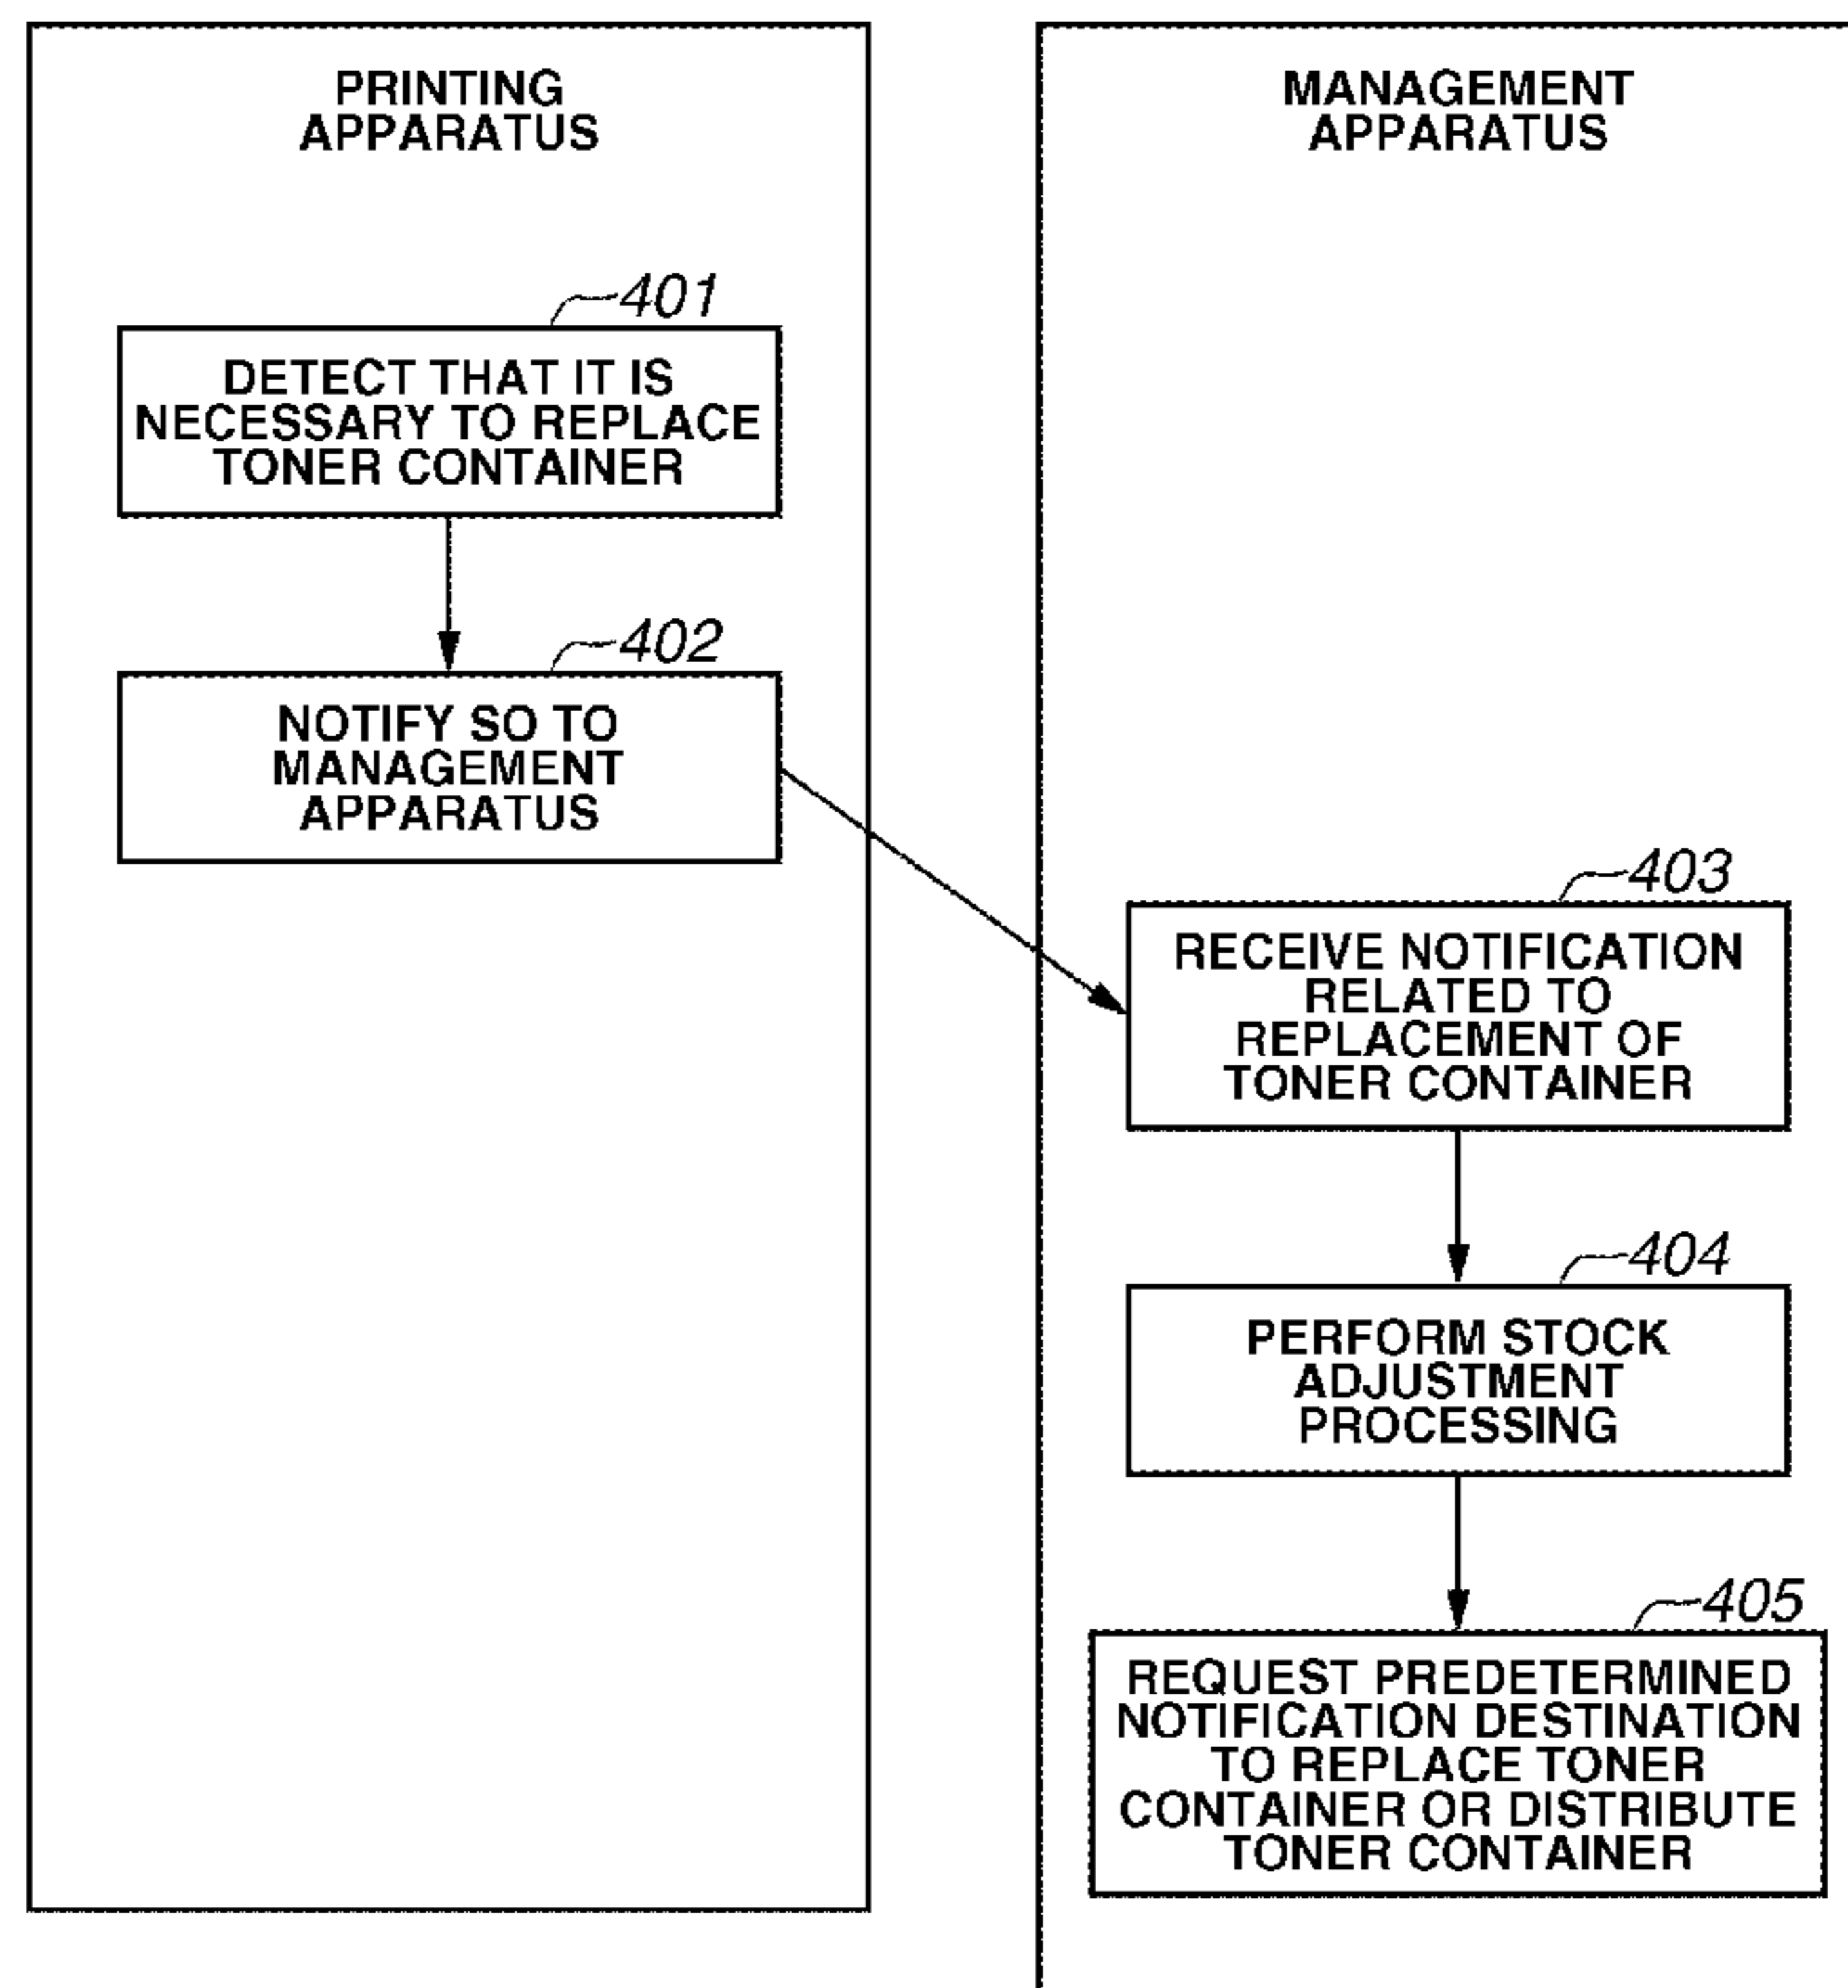 PRINTING
APPARATUS
401
DETECT THAT IT IS
NECESSARY TO REPLACE
TONER CONTAINER
402
NOTIFY SO TO
MANAGEMENT
APPARATUS
MANAGEMENT
APPARATUS
403
RECEIVE NOTIFICATION
RELATED TO
REPLACEMENT OF
TONER CONTAINER
404
PERFORM STOCK
ADJUSTMENT
PROCESSING
405
REQUEST PREDETERMINED
NOTIFICATION DESTINATION
TO REPLACE TONER
CONTAINER OR DISTRIBUTE
TONER CONTAINER